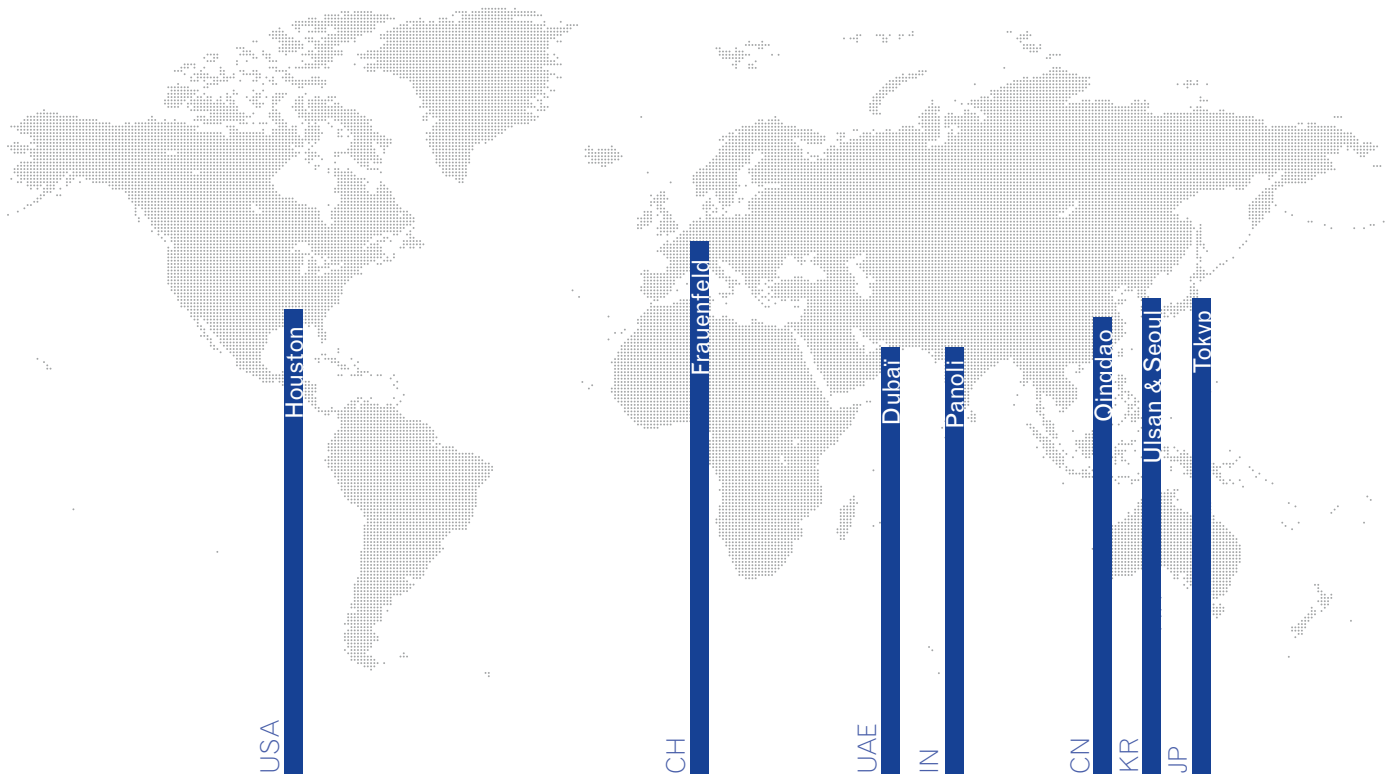 Houston
USA
Frauenfeld
CH
Dubaï
UAE
Panoli
IN
Qingdao
CN
Ulsan & Seoul
KR
Tokyo
JP